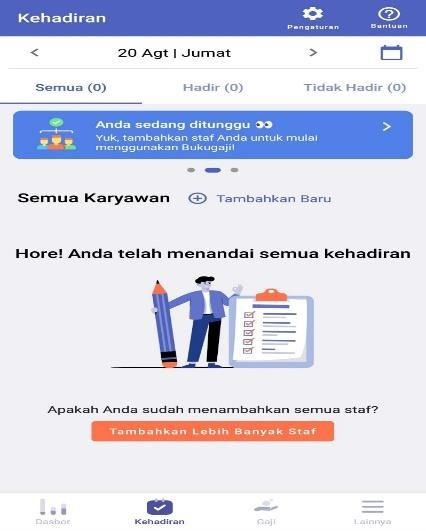 Kehadiran
Pengaturan
Bantuan
20 Agt | Jumat
Semua (0)
Hadir (0)
Tidak Hadir (0)
Anda sedang ditunggu 👀
Yuk, tambahkan staf Anda untuk mulai
menggunakan Bukugaji!
Semua Karyawan
Tambahkan Baru
Hore! Anda telah menandai semua kehadiran
Apakah Anda sudah menambahkan semua staf?
Tambahkan Lebih Banyak Staf
Dasbor
Kehadiran
Gaji
Lainnya